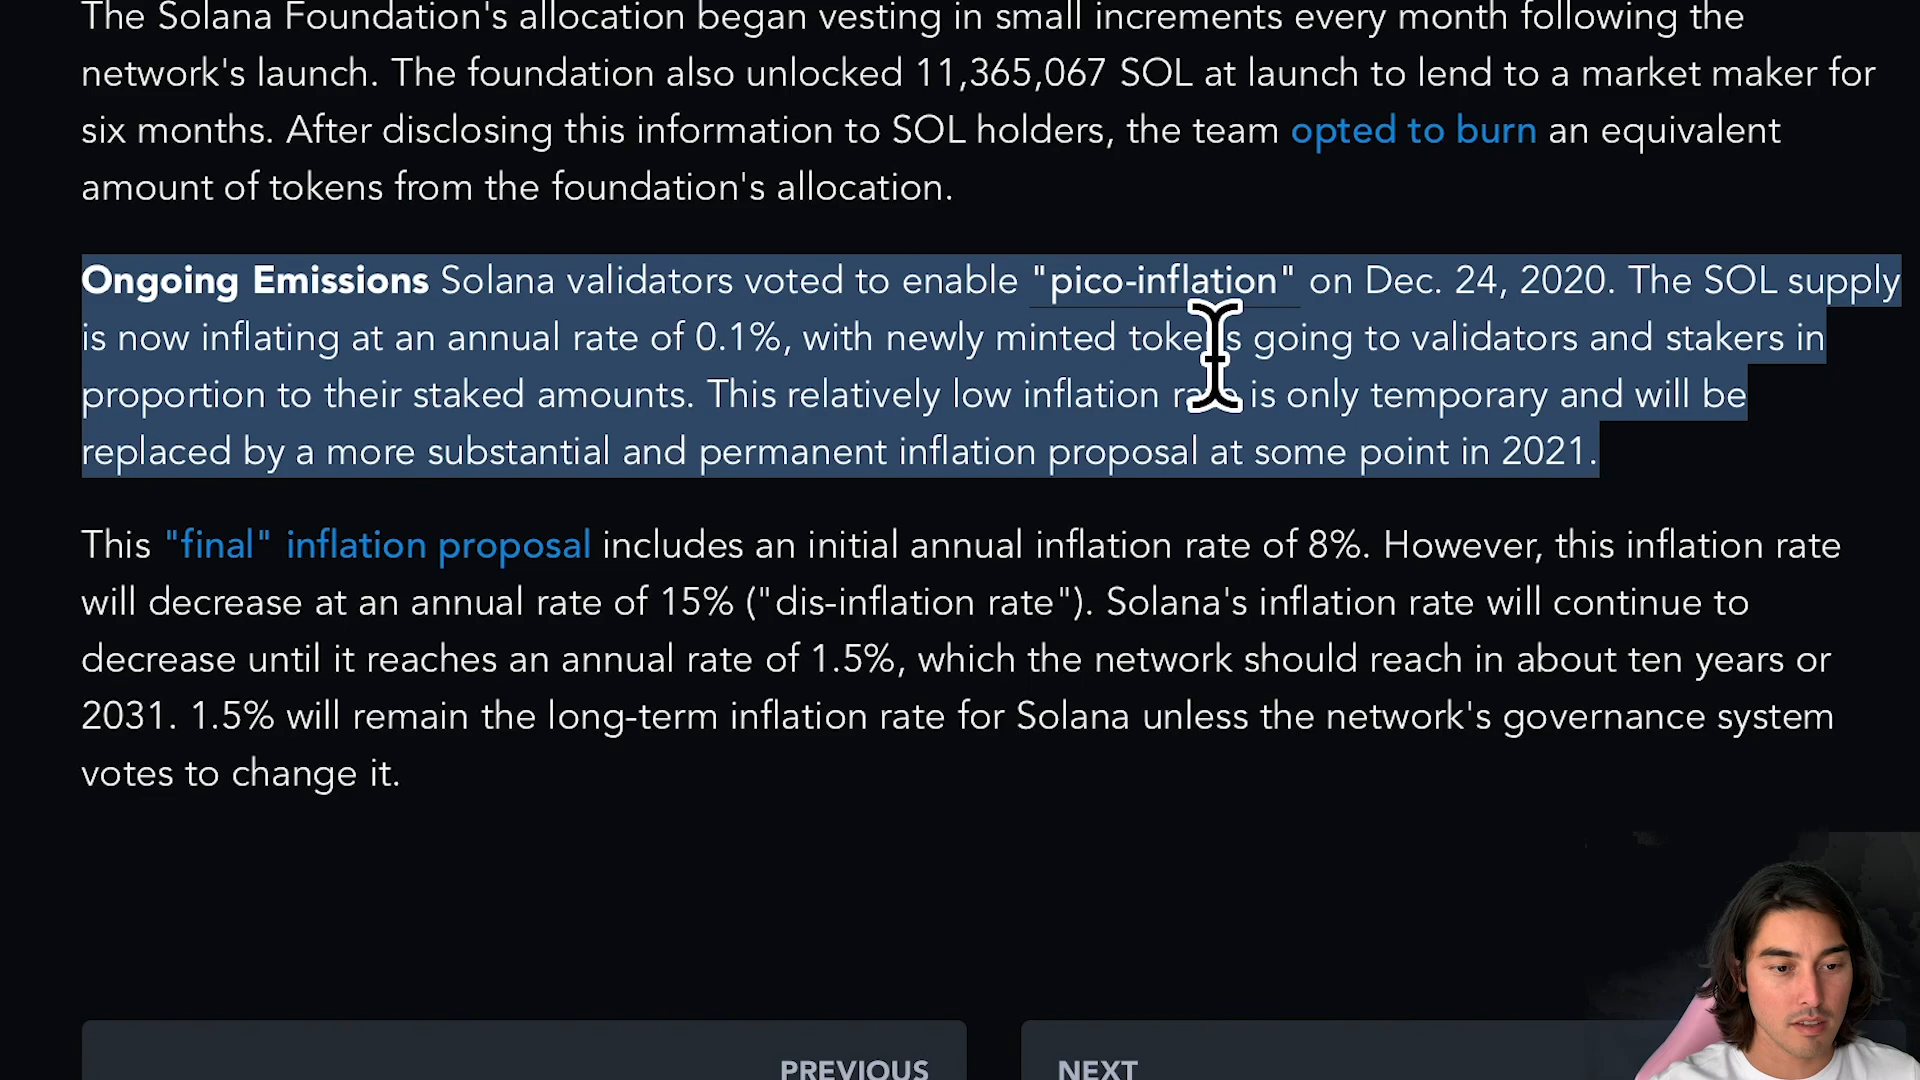 The Solana Foundation's allocation began vesting in small increments every month following the
network's launch. The foundation also unlocked 11,365,067 SOL at launch to lend to a market maker for
six months. After disclosing this information to SOL holders, the team opted to burn an equivalent
amount of tokens from the foundation's allocation.
Ongoing Emissions Solana validators voted to enable "pico-inflation" on Dec. 24, 2020. The SOL supply
is now inflating at an annual rate of 0.1%, with newly minted tokens going to validators and stakers in
proportion to their staked amounts. This relatively low inflation rate is only temporary and will be
replaced by a more substantial and permanent inflation proposal at some point in 2021.
This "final" inflation proposal includes an initial annual inflation rate of 8%. However, this inflation rate
will decrease at an annual rate of 15% ("dis-inflation rate"). Solana's inflation rate will continue to
decrease until it reaches an annual rate of 1.5%, which the network should reach in about ten years or
2031. 1.5% will remain the long-term inflation rate for Solana unless the network's governance system
votes to change it.
PREVIOUS
NEXT